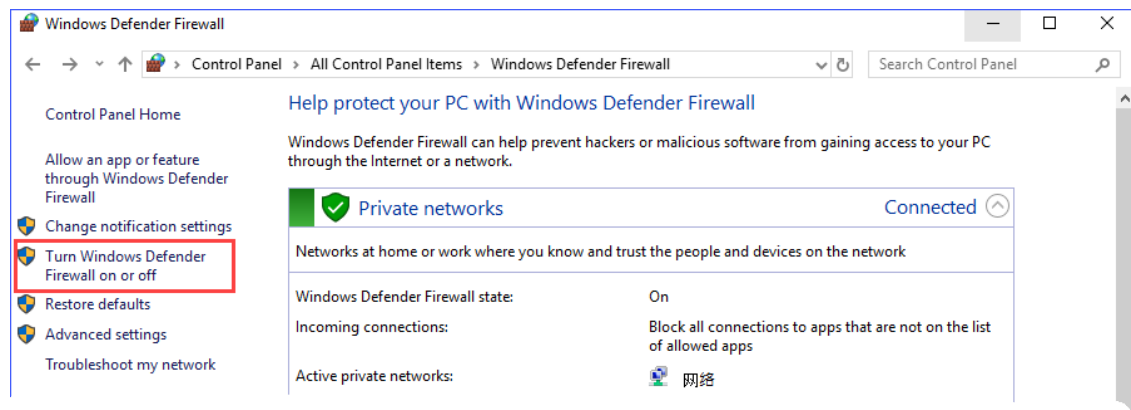 Windows Defender Firewall
Control Panel > All Control Panel Items > Windows Defender Firewall
Search Control Panel
Control Panel Home
Allow an app or feature
through Windows Defender
Firewall
Change notification settings
Turn Windows Defender
Firewall on or off
Restore defaults
Advanced settings
Troubleshoot my network
Help protect your PC with Windows Defender Firewall
Windows Defender Firewall can help prevent hackers or malicious software from gaining access to your PC
through the Internet or a network.
Private networks Connected
Networks at home or work where you know and trust the people and devices on the network
Windows Defender Firewall state: On
Incoming connections: Block all connections to apps that are not on the list
of allowed apps
Active private networks: 网络